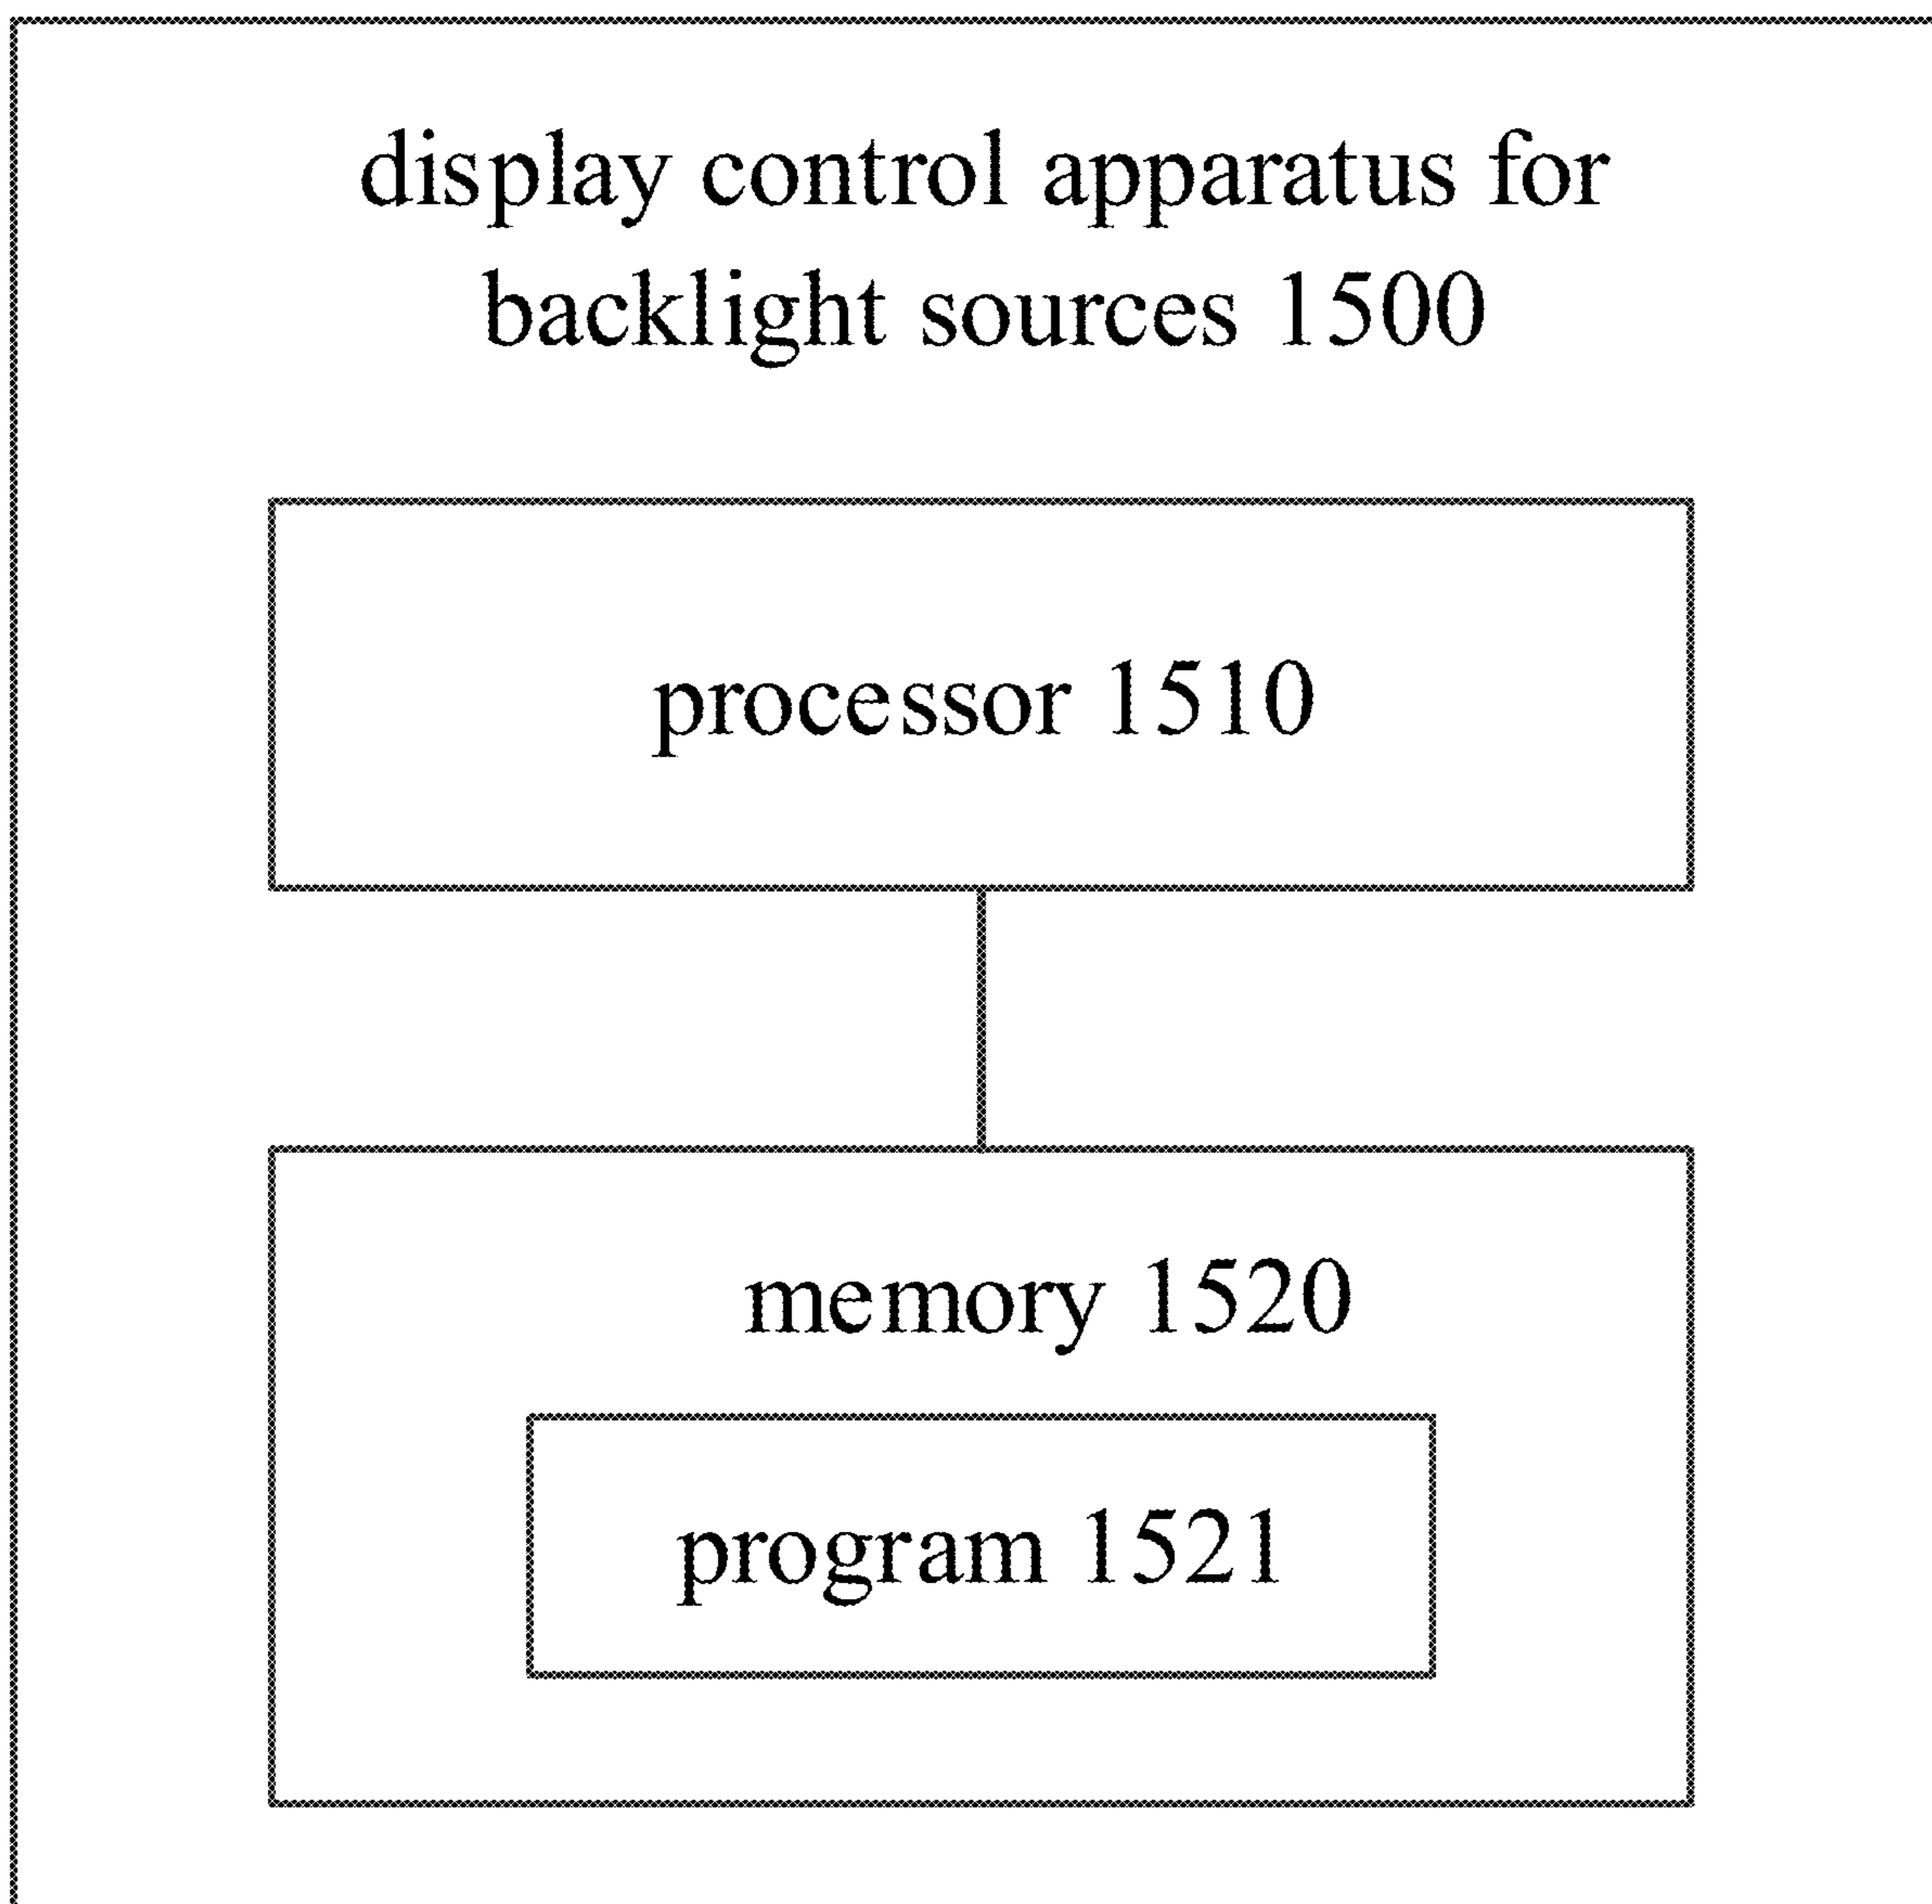 display control apparatus for
backlight sources 1500
processor 1510
memory 1520
program 1521